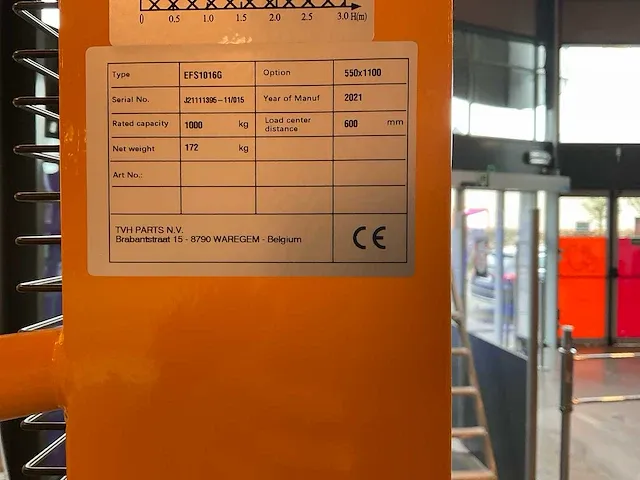 0 0.5 1.0 1.5 2.0 2.5 3.0 H(m)
Type EFS1016G Option 550x1100
Serial No. J21111395-11/015 Year of Manuf 2021
Rated capacity 1000 kg Load center distance 600 mm
Net weight 172 kg
Art No.:
TVH PARTS N.V.
Brabantstraat 15 - 8790 WAREGEM - Belgium
CE